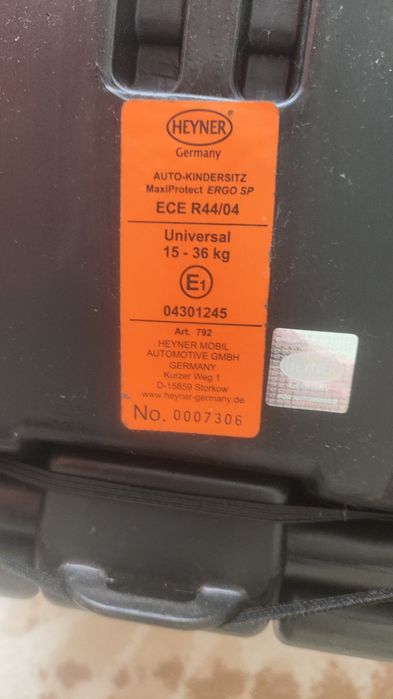 HEYNER
Germany
AUTO-KINDERSITZ
MaxiProtect ERGO SP
ECE R44/04
Universal
15 - 36 kg
E1
04301245
Art. 792
HEYNER MOBIL
AUTOMOTIVE GMBH
GERMANY
Kurzer Weg 1
D-15859 Storkow
www.heyner-germany.de
No. 0007306
HEYNER